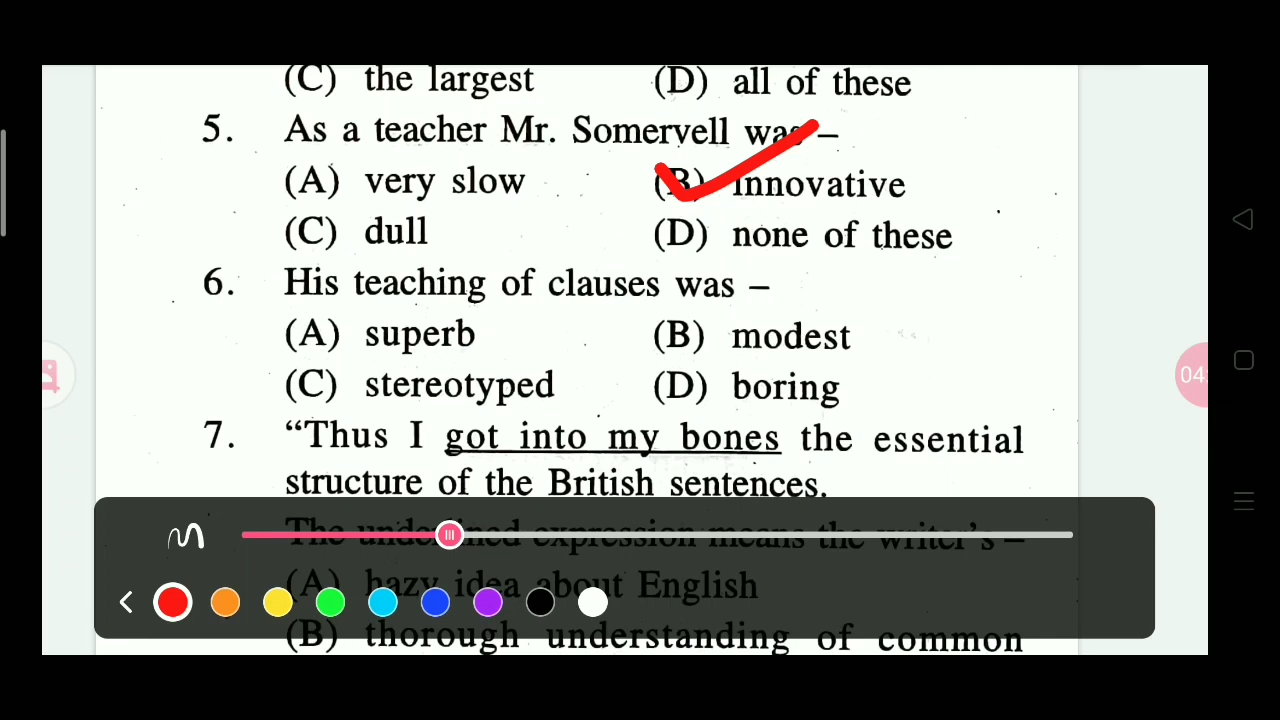 (C) the largest (D) all of these
5. As a teacher Mr. Somervell was –
(A) very slow (B) innovative
(C) dull (D) none of these
6. His teaching of clauses was –
(A) superb (B) modest
(C) stereotyped (D) boring
7. “Thus I got into my bones the essential
structure of the British sentences.
The underlined expression means the writer's –
(A) hazy idea about English
(B) thorough understanding of common
04